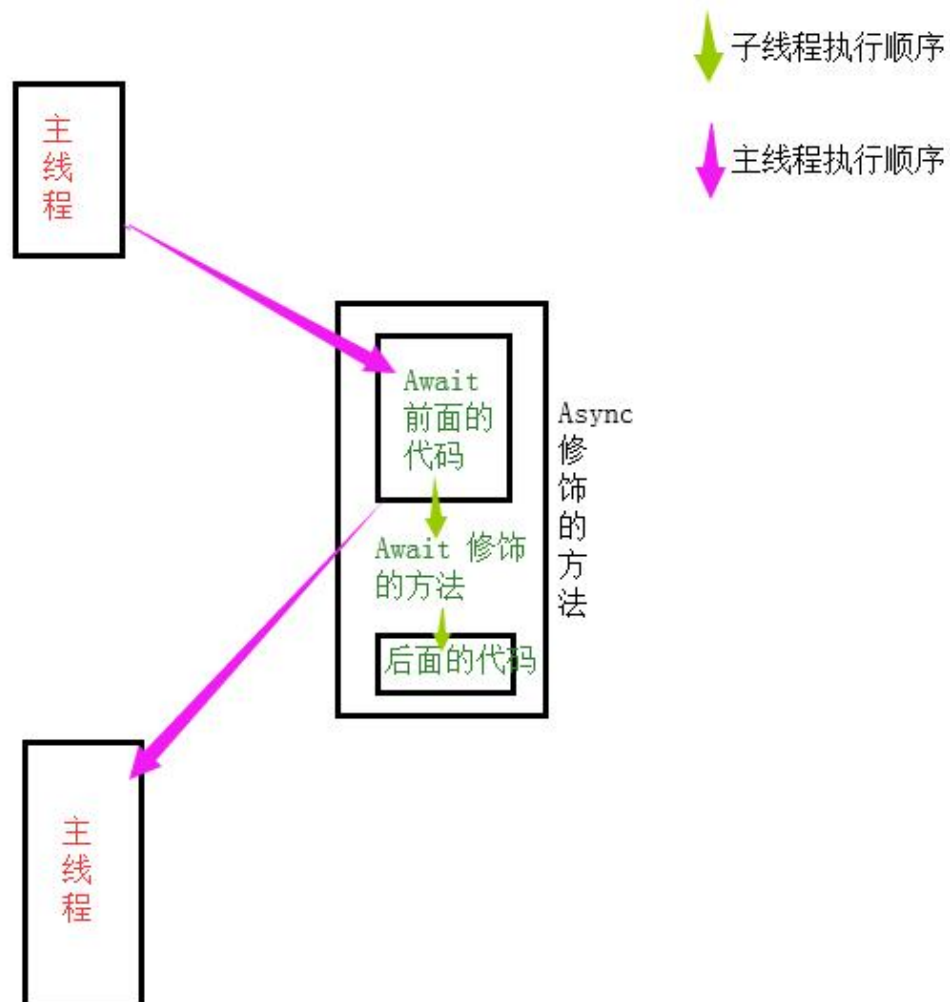 子线程执行顺序
主线程执行顺序
主
线
程
Await
前面的
代码
Await 修饰
的方法
后面的代码
Async
修
饰
的
方
法
主
线
程